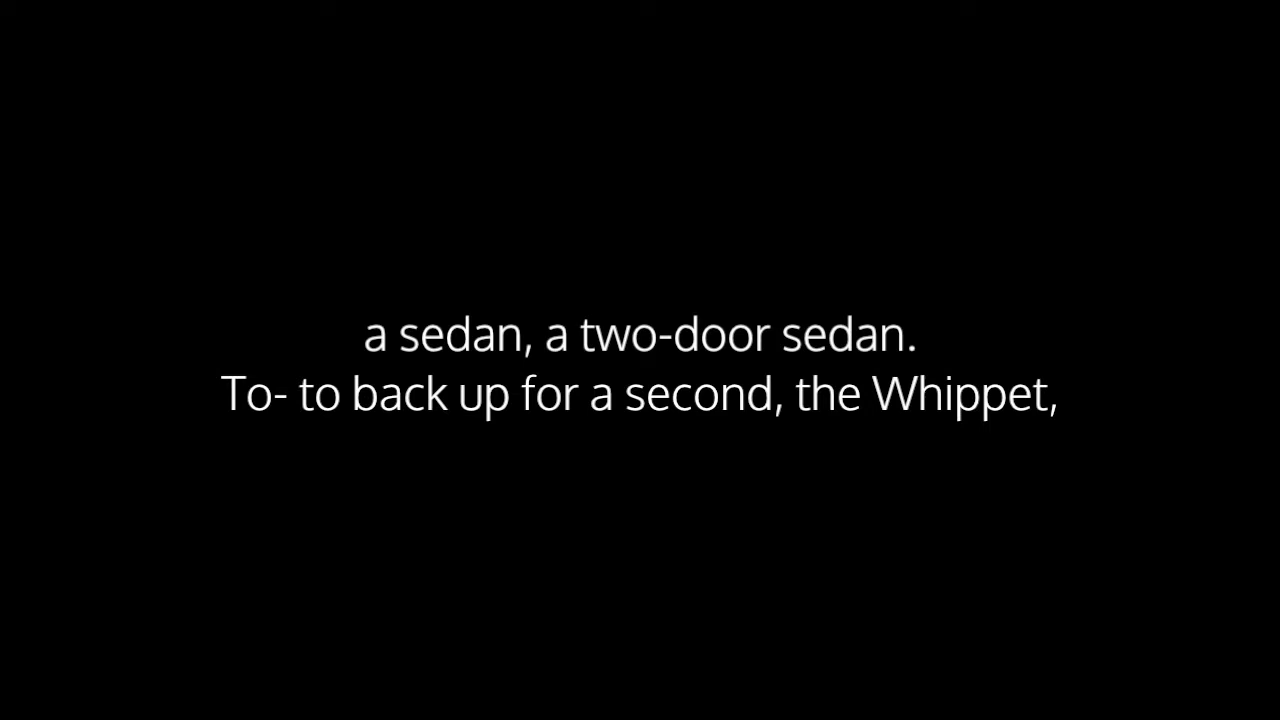 a sedan, a two-door sedan.
To- to back up for a second, the Whippet,